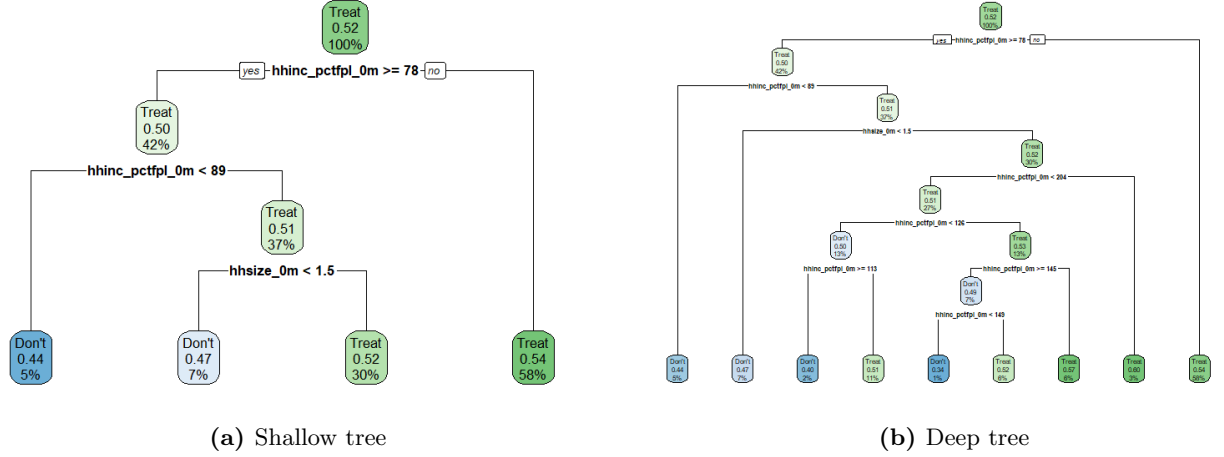 Treat
0.52
100%
yes hhinc_pctfpl_0m >= 78 no
Treat
0.50
42%
hhinc_pctfpl_0m < 89
Treat
0.51
37%
hhsize_0m < 1.5
Don't
0.44
5%
Don't
0.47
7%
Treat
0.52
30%
Treat
0.54
58%
(a) Shallow tree
Treat
0.52
100%
yes hhinc_pctfpl_0m >= 78 no
Treat
0.50
42%
hhinc_pctfpl_0m < 89
Treat
0.51
37%
hhsize_0m < 1.5
Treat
0.52
30%
hhinc_pctfpl_0m < 204
Treat
0.51
27%
hhinc_pctfpl_0m < 126
Don't
0.50
13%
Treat
0.53
13%
hhinc_pctfpl_0m >= 113
hhinc_pctfpl_0m >= 145
Don't
0.49
7%
hhinc_pctfpl_0m < 149
Don't
0.44
5%
Don't
0.47
7%
Don't
0.40
2%
Treat
0.51
11%
Don't
0.34
1%
Treat
0.52
6%
Treat
0.57
6%
Treat
0.60
3%
Treat
0.54
58%
(b) Deep tree